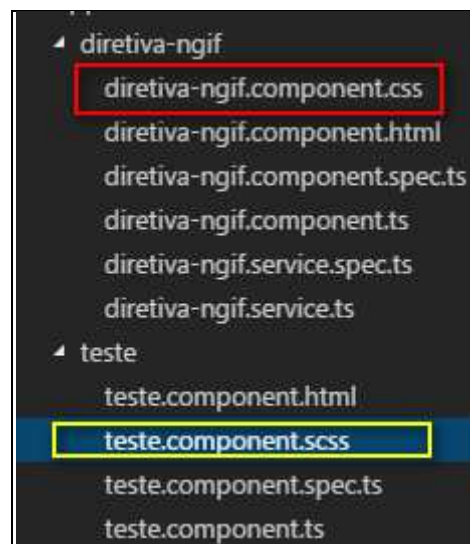 diretiva-ngif
diretiva-ngif.component.css
diretiva-ngif.component.html
diretiva-ngif.component.spec.ts
diretiva-ngif.component.ts
diretiva-ngif.service.spec.ts
diretiva-ngif.service.ts
teste
teste.component.html
teste.component.scss
teste.component.spec.ts
teste.component.ts